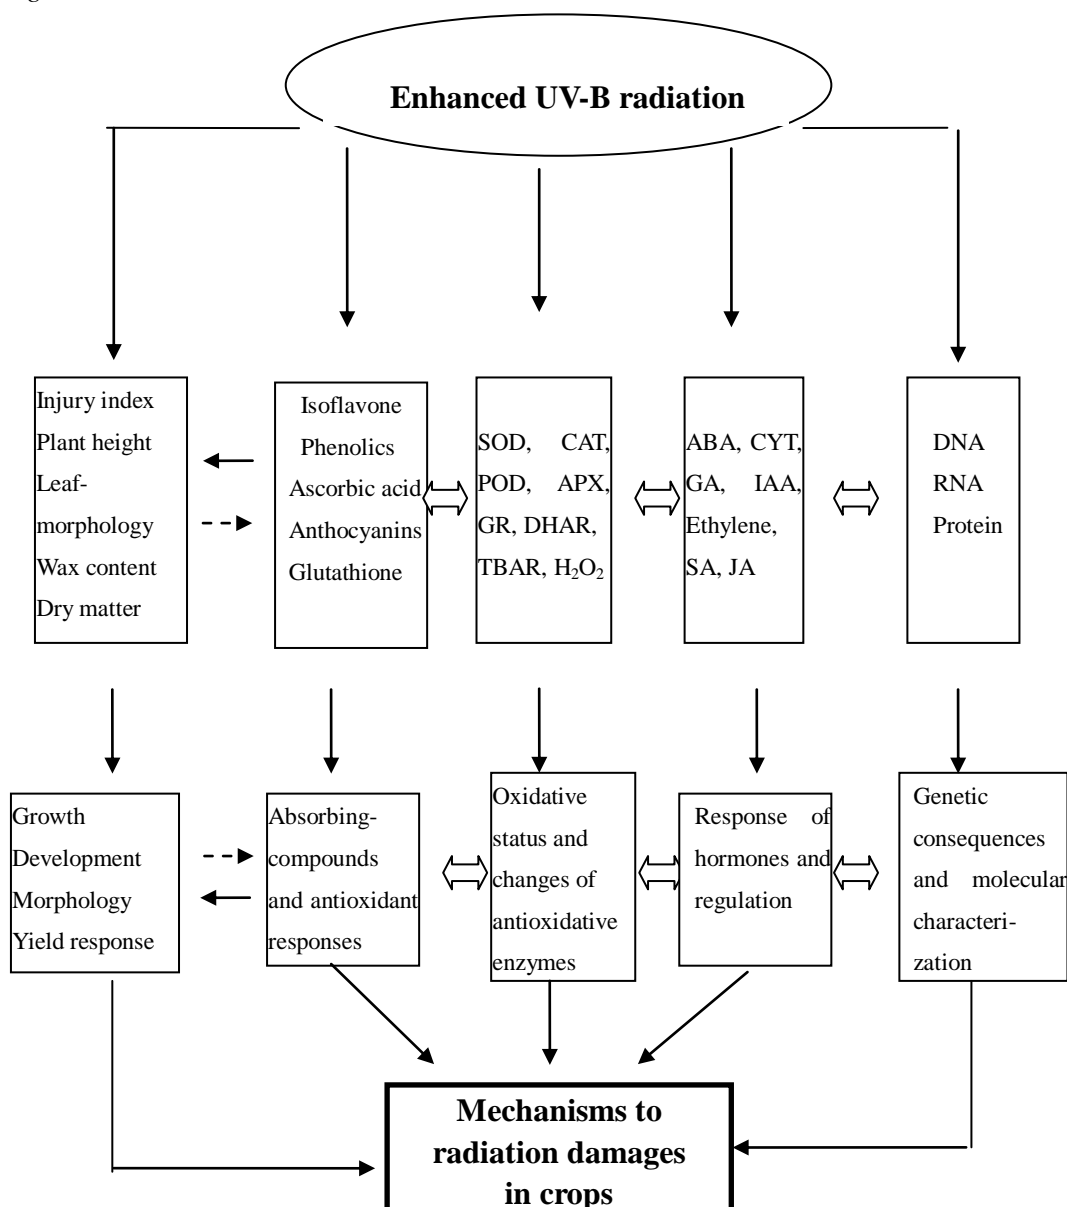 Enhanced UV-B radiation
Injury index
Plant height
Leaf-
morphology
Wax content
Dry matter
Isoflavone
Phenolics
Ascorbic acid
Anthocyanins
Glutathione
SOD, CAT,
POD, APX,
GR, DHAR,
TBAR, H₂O₂
ABA, CYT,
GA, IAA,
Ethylene,
SA, JA
DNA
RNA
Protein
Growth
Development
Morphology
Yield response
Absorbing-
compounds
and antioxidant
responses
Oxidative
status and
changes of
antioxidative
enzymes
Response of
hormones and
regulation
Genetic
consequences
and molecular
characteri-
zation
Mechanisms to
radiation damages
in crops